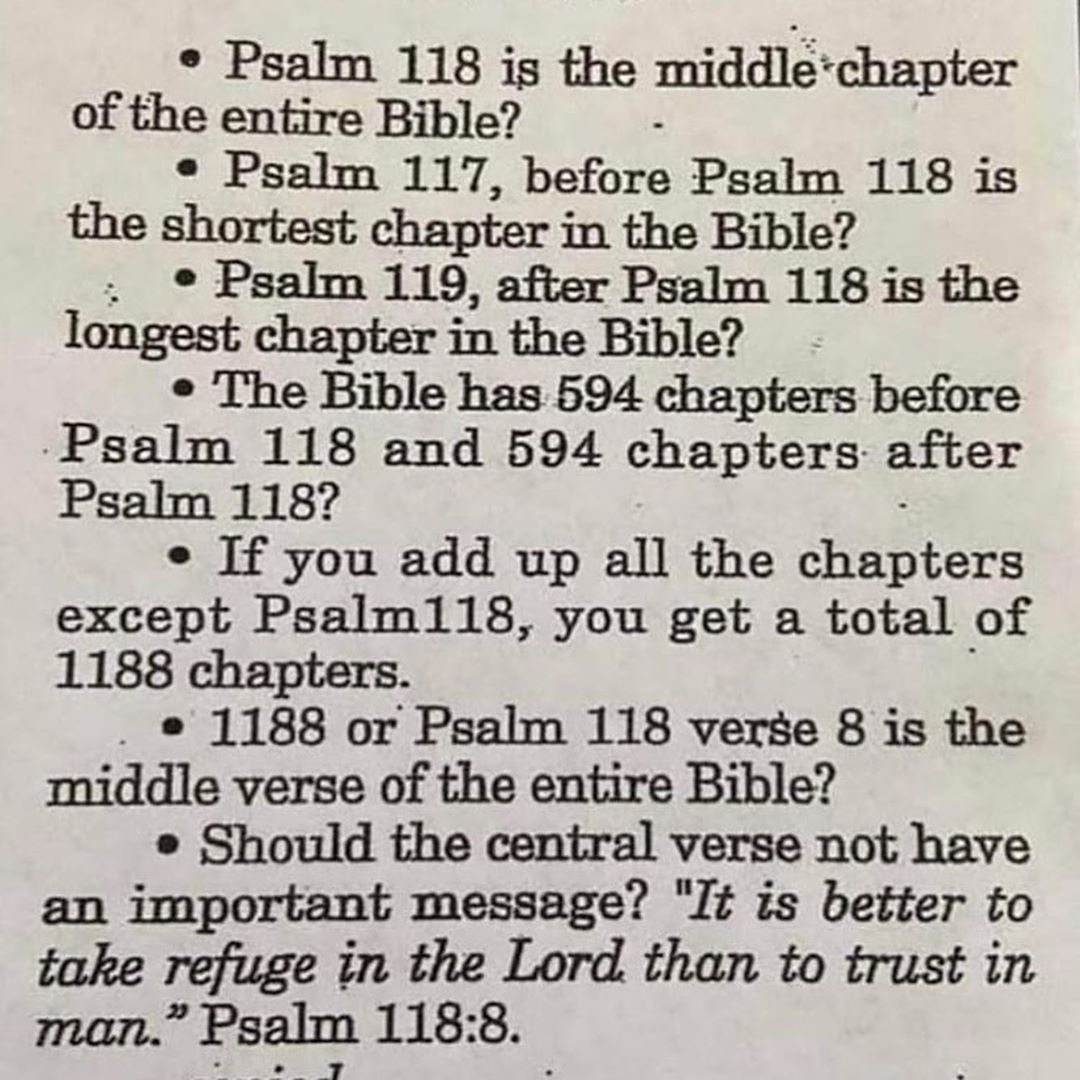 • Psalm 118 is the middle chapter
of the entire Bible?
• Psalm 117, before Psalm 118 is
the shortest chapter in the Bible?
• Psalm 119, after Psalm 118 is the
longest chapter in the Bible?
• The Bible has 594 chapters before
Psalm 118 and 594 chapters after
Psalm 118?
• If you add up all the chapters
except Psalm118, you get a total of
1188 chapters.
• 1188 or Psalm 118 verse 8 is the
middle verse of the entire Bible?
• Should the central verse not have
an important message? "It is better to
take refuge in the Lord than to trust in
man.” Psalm 118:8.